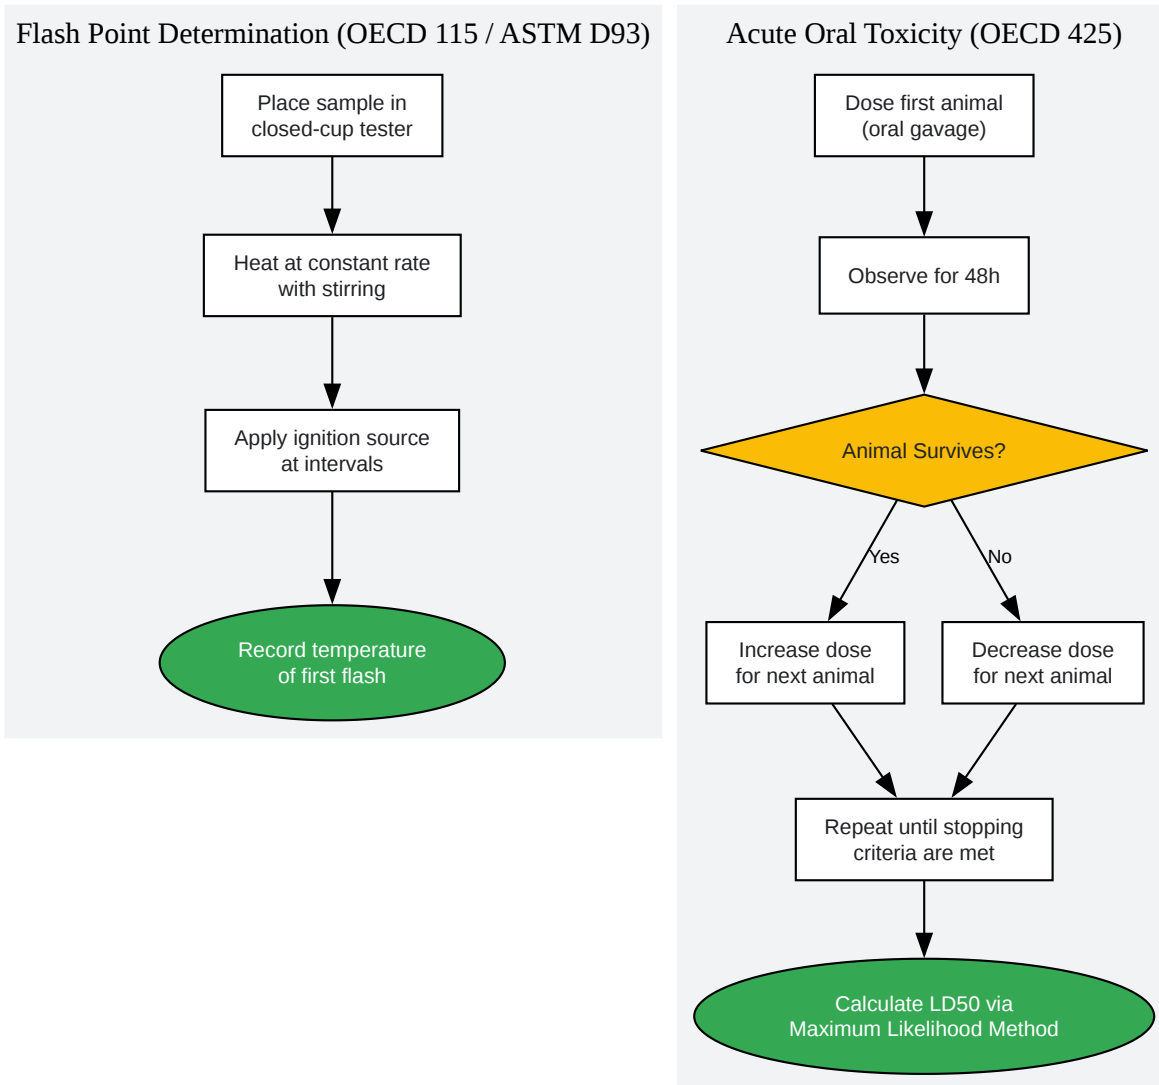 Flash Point Determination (OECD 115 / ASTM D93)
Place sample in
closed-cup tester
Heat at constant rate
with stirring
Apply ignition source
at intervals
Record temperature
of first flash
Acute Oral Toxicity (OECD 425)
Dose first animal
(oral gavage)
Observe for 48h
Animal Survives?
Yes
No
Increase dose
for next animal
Decrease dose
for next animal
Repeat until stopping
criteria are met
Calculate LD50 via
Maximum Likelihood Method